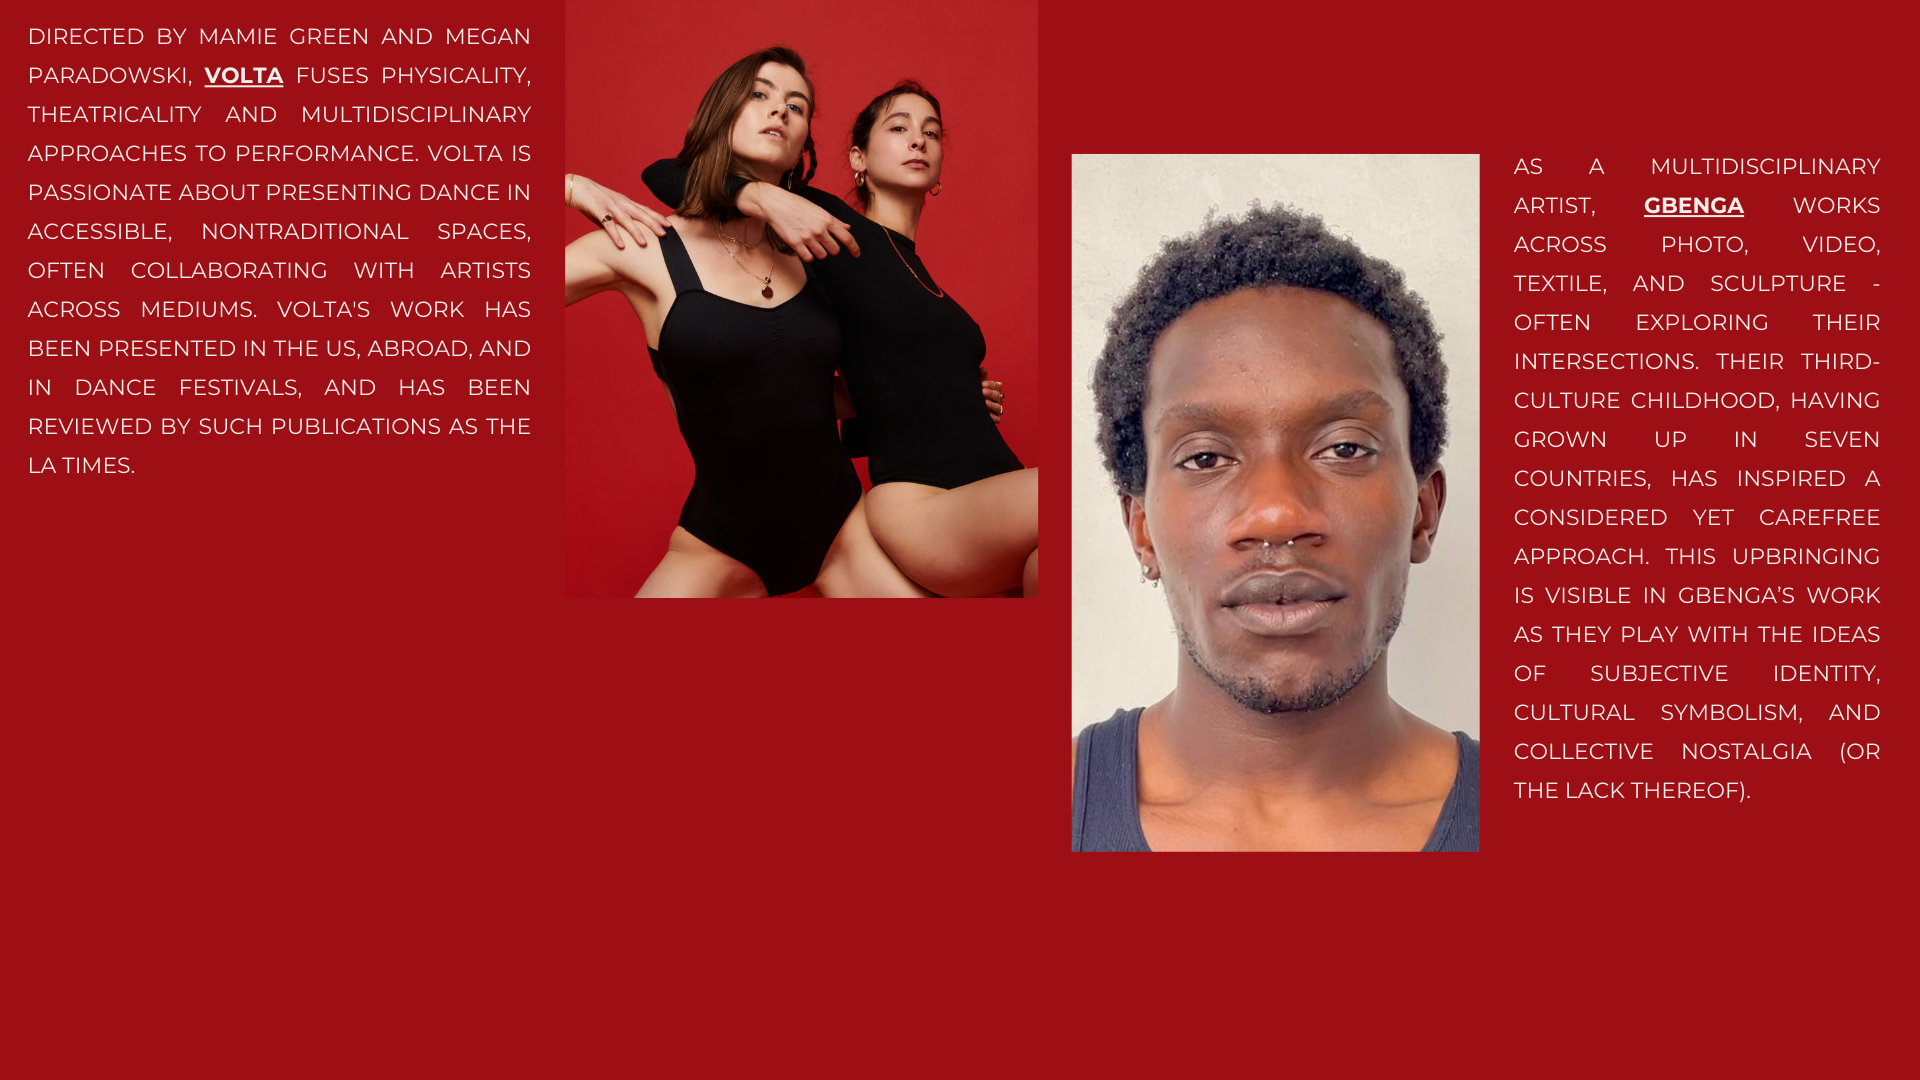 DIRECTED BY MAMIE GREEN AND MEGAN
PARADOWSKI, VOLTA FUSES PHYSICALITY,
THEATRICALITY AND MULTIDISCIPLINARY
APPROACHES TO PERFORMANCE. VOLTA IS
PASSIONATE ABOUT PRESENTING DANCE IN
ACCESSIBLE, NONTRADITIONAL SPACES,
OFTEN COLLABORATING WITH ARTISTS
ACROSS MEDIUMS. VOLTA'S WORK HAS
BEEN PRESENTED IN THE US, ABROAD, AND
IN DANCE FESTIVALS, AND HAS BEEN
REVIEWED BY SUCH PUBLICATIONS AS THE
LA TIMES.
AS A MULTIDISCIPLINARY
ARTIST, GBENGA WORKS
ACROSS PHOTO, VIDEO,
TEXTILE, AND SCULPTURE -
OFTEN EXPLORING THEIR
INTERSECTIONS. THEIR THIRD-
CULTURE CHILDHOOD, HAVING
GROWN UP IN SEVEN
COUNTRIES, HAS INSPIRED A
CONSIDERED YET CAREFREE
APPROACH. THIS UPBRINGING
IS VISIBLE IN GBENGA’S WORK
AS THEY PLAY WITH THE IDEAS
OF SUBJECTIVE IDENTITY,
CULTURAL SYMBOLISM, AND
COLLECTIVE NOSTALGIA (OR
THE LACK THEREOF).